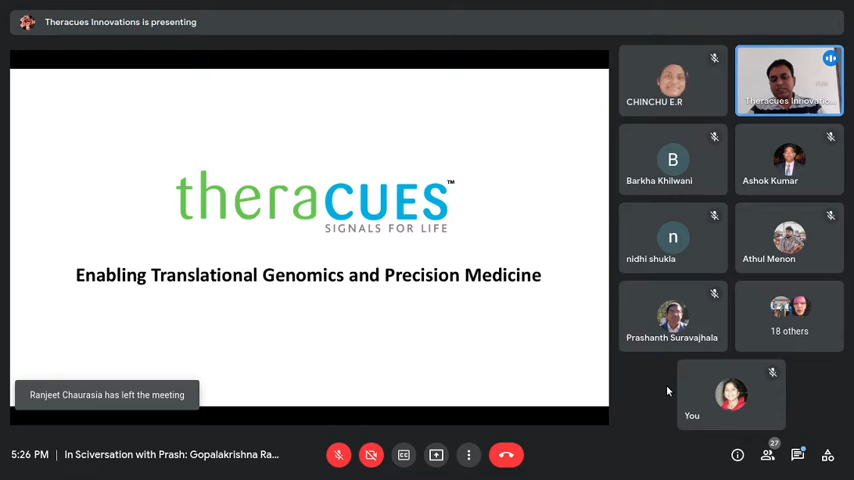 Theracues Innovations is presenting
theraCUES™
SIGNALS FOR LIFE
Enabling Translational Genomics and Precision Medicine
Ranjeet Chaurasia has left the meeting
CHINCHU E.R
Theracues Innovatio...
B
Barkha Khilwani
Ashok Kumar
n
nidhi shukla
Athul Menon
Prashanth Suravajhala
18 others
You
5:26 PM | In Sciversation with Prash: Gopalakrishna Ra...
CC
27